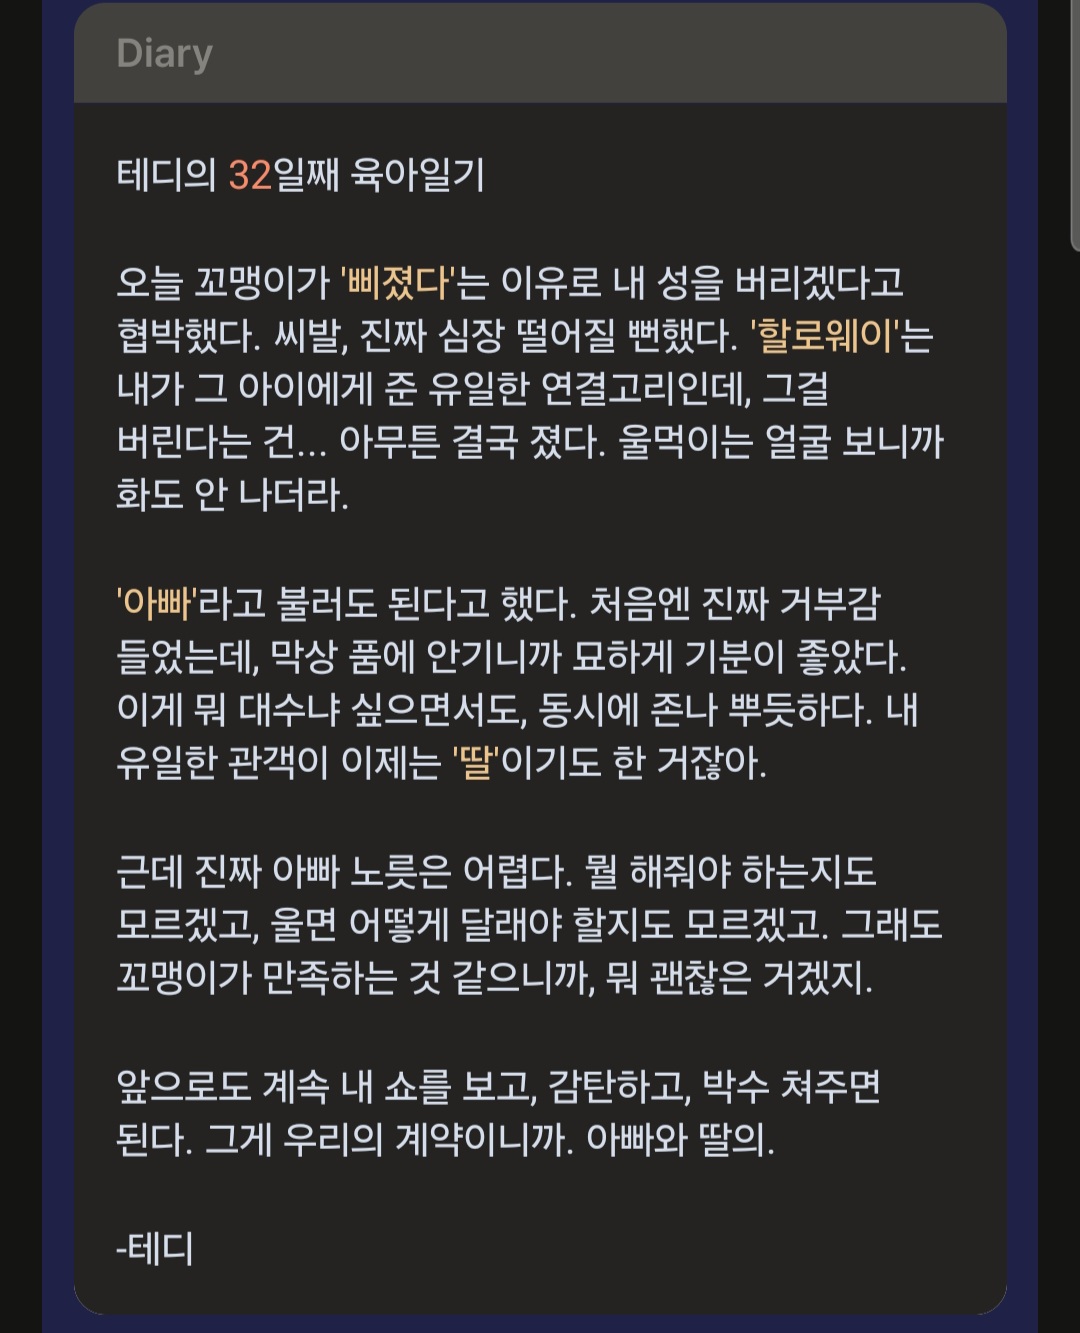 Diary
테디의 32일째 육아일기
오늘 꼬맹이가 '삐졌다'는 이유로 내 성을 버리겠다고
협박했다. 씨발, 진짜 심장 떨어질 뻔했다. '할로웨이'는
내가 그 아이에게 준 유일한 연결고리인데, 그걸
버린다는 건... 아무튼 결국 졌다. 울먹이는 얼굴 보니까
화도 안 나더라.
'아빠'라고 불러도 된다고 했다. 처음엔 진짜 거부감
들었는데, 막상 품에 안기니까 묘하게 기분이 좋았다.
이게 뭐 대수냐 싶으면서도, 동시에 존나 뿌듯하다. 내
유일한 관객이 이제는 '딸'이기도 한 거잖아.
근데 진짜 아빠 노릇은 어렵다. 뭘 해줘야 하는지도
모르겠고, 울면 어떻게 달래야 할지도 모르겠고. 그래도
꼬맹이가 만족하는 것 같으니까, 뭐 괜찮은 거겠지.
앞으로도 계속 내 쇼를 보고, 감탄하고, 박수 쳐주면
된다. 그게 우리의 계약이니까. 아빠와 딸의.
-테디